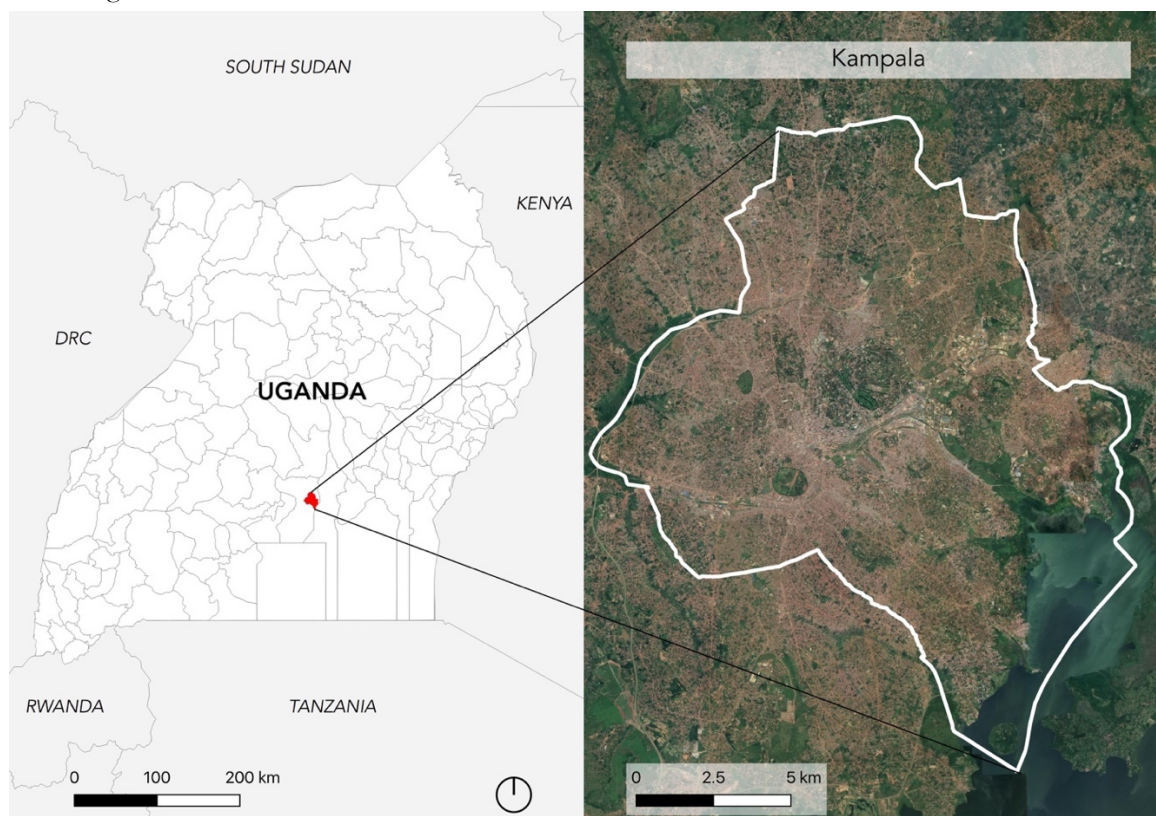 SOUTH SUDAN
KENYA
DRC
UGANDA
RWANDA
TANZANIA
0 100 200 km
Kampala
0 2.5 5 km